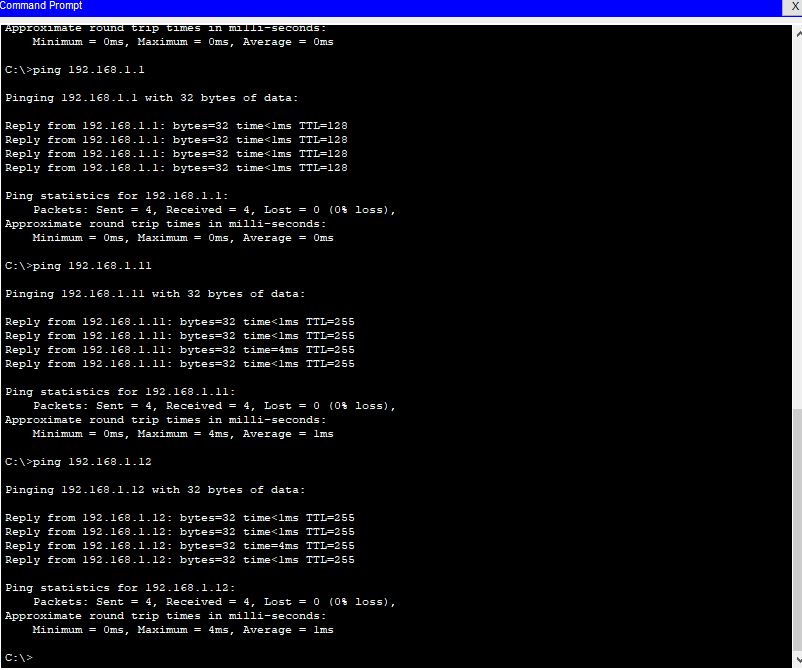 Command Prompt
X
Approximate round trip times in milli-seconds:
    Minimum = 0ms, Maximum = 0ms, Average = 0ms
C:\>ping 192.168.1.1
Pinging 192.168.1.1 with 32 bytes of data:
Reply from 192.168.1.1: bytes=32 time<1ms TTL=128
Reply from 192.168.1.1: bytes=32 time<1ms TTL=128
Reply from 192.168.1.1: bytes=32 time<1ms TTL=128
Reply from 192.168.1.1: bytes=32 time<1ms TTL=128
Ping statistics for 192.168.1.1:
    Packets: Sent = 4, Received = 4, Lost = 0 (0% loss),
Approximate round trip times in milli-seconds:
    Minimum = 0ms, Maximum = 0ms, Average = 0ms
C:\>ping 192.168.1.11
Pinging 192.168.1.11 with 32 bytes of data:
Reply from 192.168.1.11: bytes=32 time<1ms TTL=255
Reply from 192.168.1.11: bytes=32 time<1ms TTL=255
Reply from 192.168.1.11: bytes=32 time=4ms TTL=255
Reply from 192.168.1.11: bytes=32 time<1ms TTL=255
Ping statistics for 192.168.1.11:
    Packets: Sent = 4, Received = 4, Lost = 0 (0% loss),
Approximate round trip times in milli-seconds:
    Minimum = 0ms, Maximum = 4ms, Average = 1ms
C:\>ping 192.168.1.12
Pinging 192.168.1.12 with 32 bytes of data:
Reply from 192.168.1.12: bytes=32 time<1ms TTL=255
Reply from 192.168.1.12: bytes=32 time<1ms TTL=255
Reply from 192.168.1.12: bytes=32 time=4ms TTL=255
Reply from 192.168.1.12: bytes=32 time<1ms TTL=255
Ping statistics for 192.168.1.12:
    Packets: Sent = 4, Received = 4, Lost = 0 (0% loss),
Approximate round trip times in milli-seconds:
    Minimum = 0ms, Maximum = 4ms, Average = 1ms
C:\>